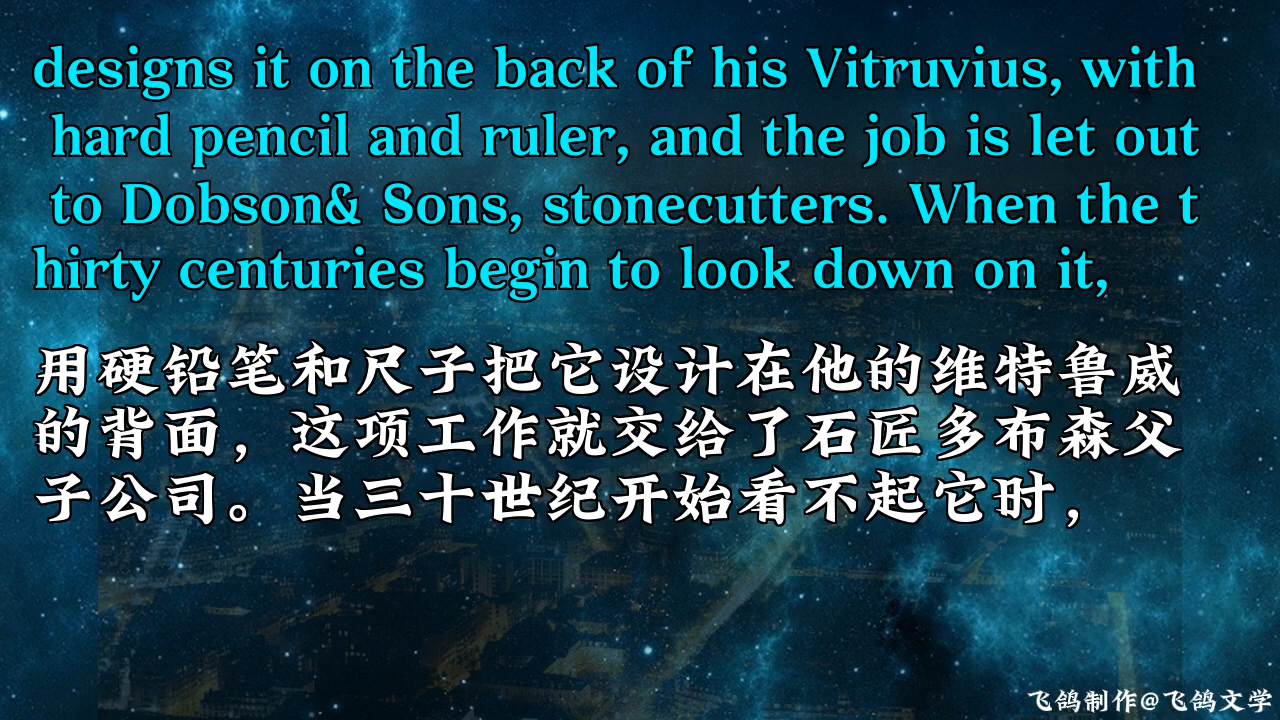 designs it on the back of his Vitruvius, with
hard pencil and ruler, and the job is let out
to Dobson& Sons, stonecutters. When the t
hirty centuries begin to look down on it,
用硬铅笔和尺子把它设计在他的维特鲁威
的背面，这项工作就交给了石匠多布森父
子公司。当三十世纪开始看不起它时，
飞鸽制作@飞鸽文学